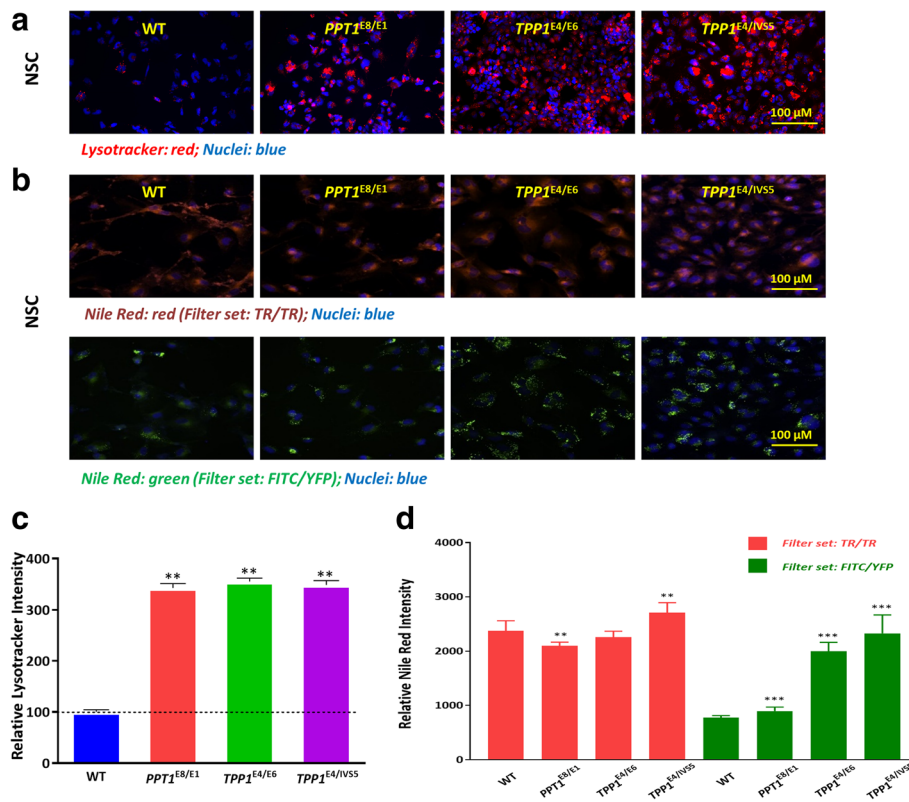 a
WT
PPT1E8/E1
TPP1E4/E6
TPP1E4/IVS5
NSC
100 µM
Lysotracker: red; Nuclei: blue
b
WT
PPT1E8/E1
TPP1E4/E6
TPP1E4/IVS5
100 µM
NSC
Nile Red: red (Filter set: TR/TR); Nuclei: blue
100 µM
Nile Red: green (Filter set: FITC/YFP); Nuclei: blue
c
Relative Lysotracker Intensity
400
300
200
100
0
**
**
**
WT
PPT1E8/E1
TPP1E4/E6
TPP1E4/IVS5
d
Relative Nile Red Intensity
4000
3000
2000
1000
0
Filter set: TR/TR
Filter set: FITC/YFP
**
**
***
***
***
WT
PPT1E8/E1
TPP1E4/E6
TPP1E4/IVS5
WT
PPT1E8/E1
TPP1E4/E6
TPP1E4/IVS5